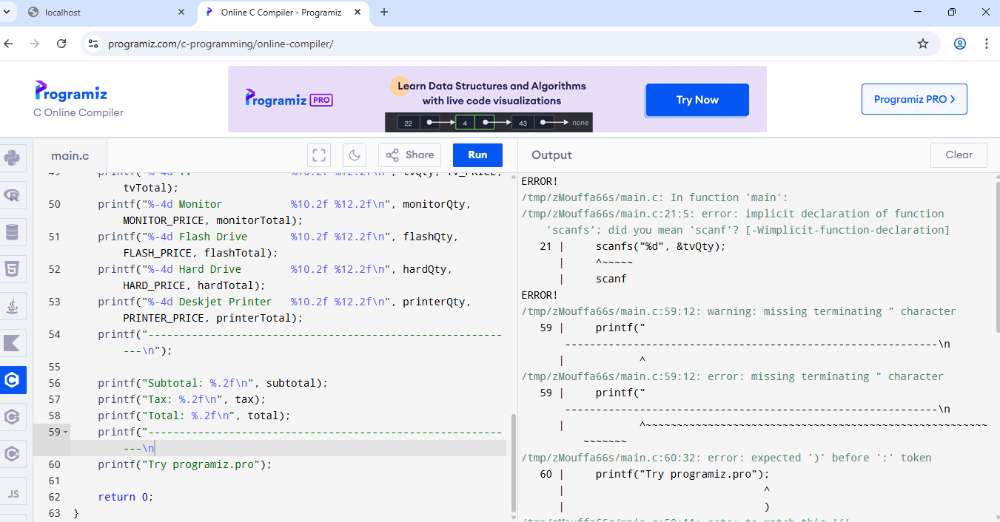 localhost
Online C Compiler - Programiz
programiz.com/c-programming/online-compiler/
Programiz
C Online Compiler
Programiz PRO
Learn Data Structures and Algorithms
with live code visualizations
22 4 43 none
Try Now
Programiz PRO
main.c
Share
Run
Output
Clear
JS
49 printf("%-4d TV %10.2f %12.2f\n", tvQty, TV_PRICE,
tvTotal);
50 printf("%-4d Monitor %10.2f %12.2f\n", monitorQty,
MONITOR_PRICE, monitorTotal);
51 printf("%-4d Flash Drive %10.2f %12.2f\n", flashQty,
FLASH_PRICE, flashTotal);
52 printf("%-4d Hard Drive %10.2f %12.2f\n", hardQty,
HARD_PRICE, hardTotal);
53 printf("%-4d Deskjet Printer %10.2f %12.2f\n", printerQty,
PRINTER_PRICE, printerTotal);
54 printf("---------------------------------------------------------
---\n");
55
56 printf("Subtotal: %.2f\n", subtotal);
57 printf("Tax: %.2f\n", tax);
58 printf("Total: %.2f\n", total);
59 printf("---------------------------------------------------------
---\n
60 printf("Try programiz.pro");
61
62 return 0;
63 }
ERROR!
/tmp/zMouffa66s/main.c: In function 'main':
/tmp/zMouffa66s/main.c:21:5: error: implicit declaration of function
'scanfs'; did you mean 'scanf'? [-Wimplicit-function-declaration]
21 | scanfs("%d", &tvQty);
| ^~~~~~
| scanf
ERROR!
/tmp/zMouffa66s/main.c:59:12: warning: missing terminating " character
59 | printf("
------------------------------------------------------------\n
| ^
/tmp/zMouffa66s/main.c:59:12: error: missing terminating " character
59 | printf("
------------------------------------------------------------\n
| ^~~~~~~~~~~~~~~~~~~~~~~~~~~~~~~~~~~~~~~~~~~~~~~~~~~~~~~~
~~~~~~~
/tmp/zMouffa66s/main.c:60:32: error: expected ')' before ';' token
60 | printf("Try programiz.pro");
| ^
| )